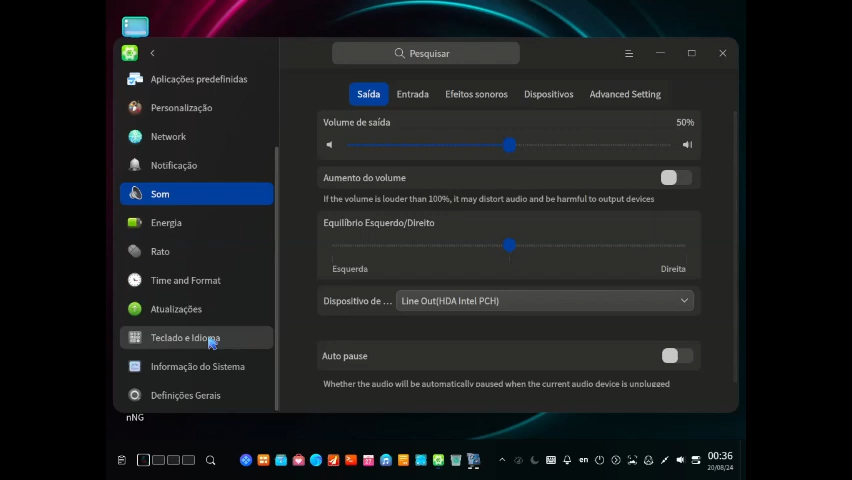 Pesquisar
Aplicações predefinidas
Personalização
Network
Notificação
Som
Energia
Rato
Time and Format
Atualizações
Teclado e Idioma
Informação do Sistema
Definições Gerais
Saída Entrada Efeitos sonoros Dispositivos Advanced Setting
Volume de saída 50%
Aumento do volume
If the volume is louder than 100%, it may distort audio and be harmful to output devices
Equilíbrio Esquerdo/Direito
Esquerda Direita
Dispositivo de ... Line Out(HDA Intel PCH)
Auto pause
Whether the audio will be automatically paused when the current audio device is unplugged
nNG
en
00:36
20/08/24